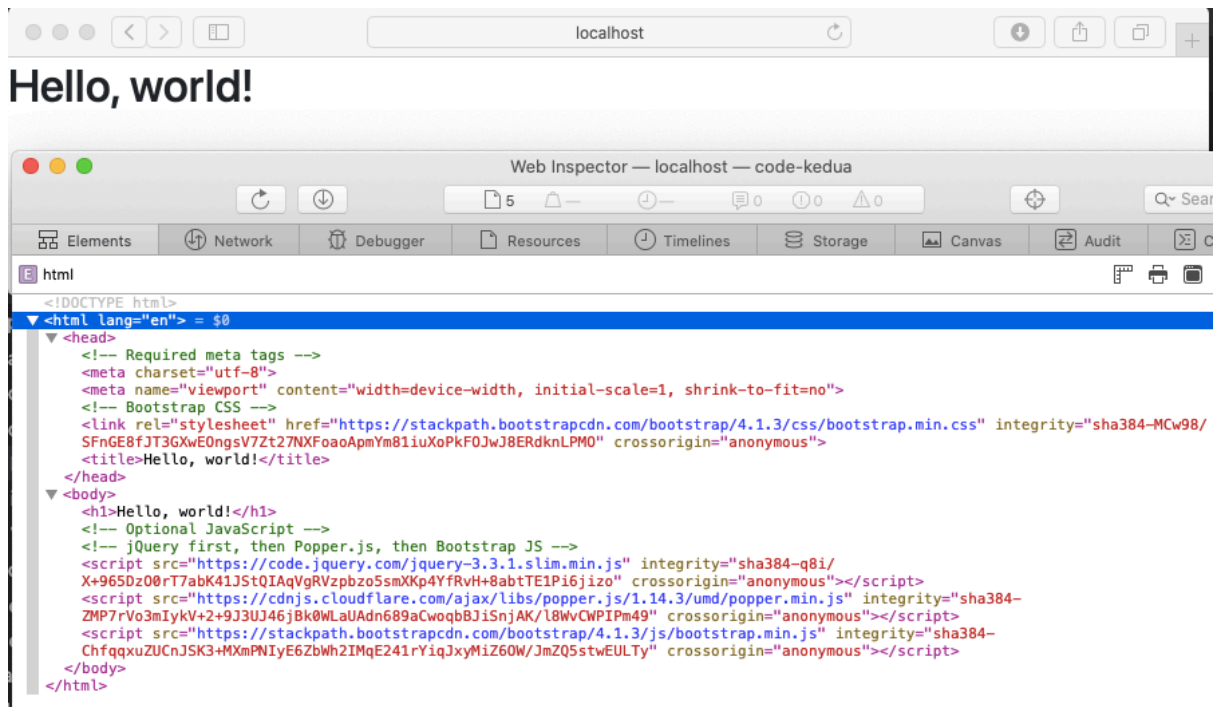 localhost
Hello, world!
Web Inspector — localhost — code-kedua
5 — — 0 0 0
Sear
Elements Network Debugger Resources Timelines Storage Canvas Audit C
E html
<!DOCTYPE html>
<html lang="en"> = $0
<head>
<!-- Required meta tags -->
<meta charset="utf-8">
<meta name="viewport" content="width=device-width, initial-scale=1, shrink-to-fit=no">
<!-- Bootstrap CSS -->
<link rel="stylesheet" href="https://stackpath.bootstrapcdn.com/bootstrap/4.1.3/css/bootstrap.min.css" integrity="sha384-MCw98/
SFnGE8fJT3GXwEOngsV7Zt27NXFoaoApmYm81iuXoPkFOJwJ8ERdknLPMO" crossorigin="anonymous">
<title>Hello, world!</title>
</head>
<body>
<h1>Hello, world!</h1>
<!-- Optional JavaScript -->
<!-- jQuery first, then Popper.js, then Bootstrap JS -->
<script src="https://code.jquery.com/jquery-3.3.1.slim.min.js" integrity="sha384-q8i/
X+965DzO0rT7abK41JStQIAqVgRVzpbzo5smXKp4YfRvH+8abtTE1Pi6jizo" crossorigin="anonymous"></script>
<script src="https://cdnjs.cloudflare.com/ajax/libs/popper.js/1.14.3/umd/popper.min.js" integrity="sha384-
ZMP7rVo3mIykV+2+9J3UJ46jBk0WLaUAdn689aCwoqbBJiSnjAK/l8WvCWPIPm49" crossorigin="anonymous"></script>
<script src="https://stackpath.bootstrapcdn.com/bootstrap/4.1.3/js/bootstrap.min.js" integrity="sha384-
ChfqqxuZUCnJSK3+MXmPNIyE6ZbWh2IMqE241rYiqJxyMiZ6OW/JmZQ5stwEULTy" crossorigin="anonymous"></script>
</body>
</html>